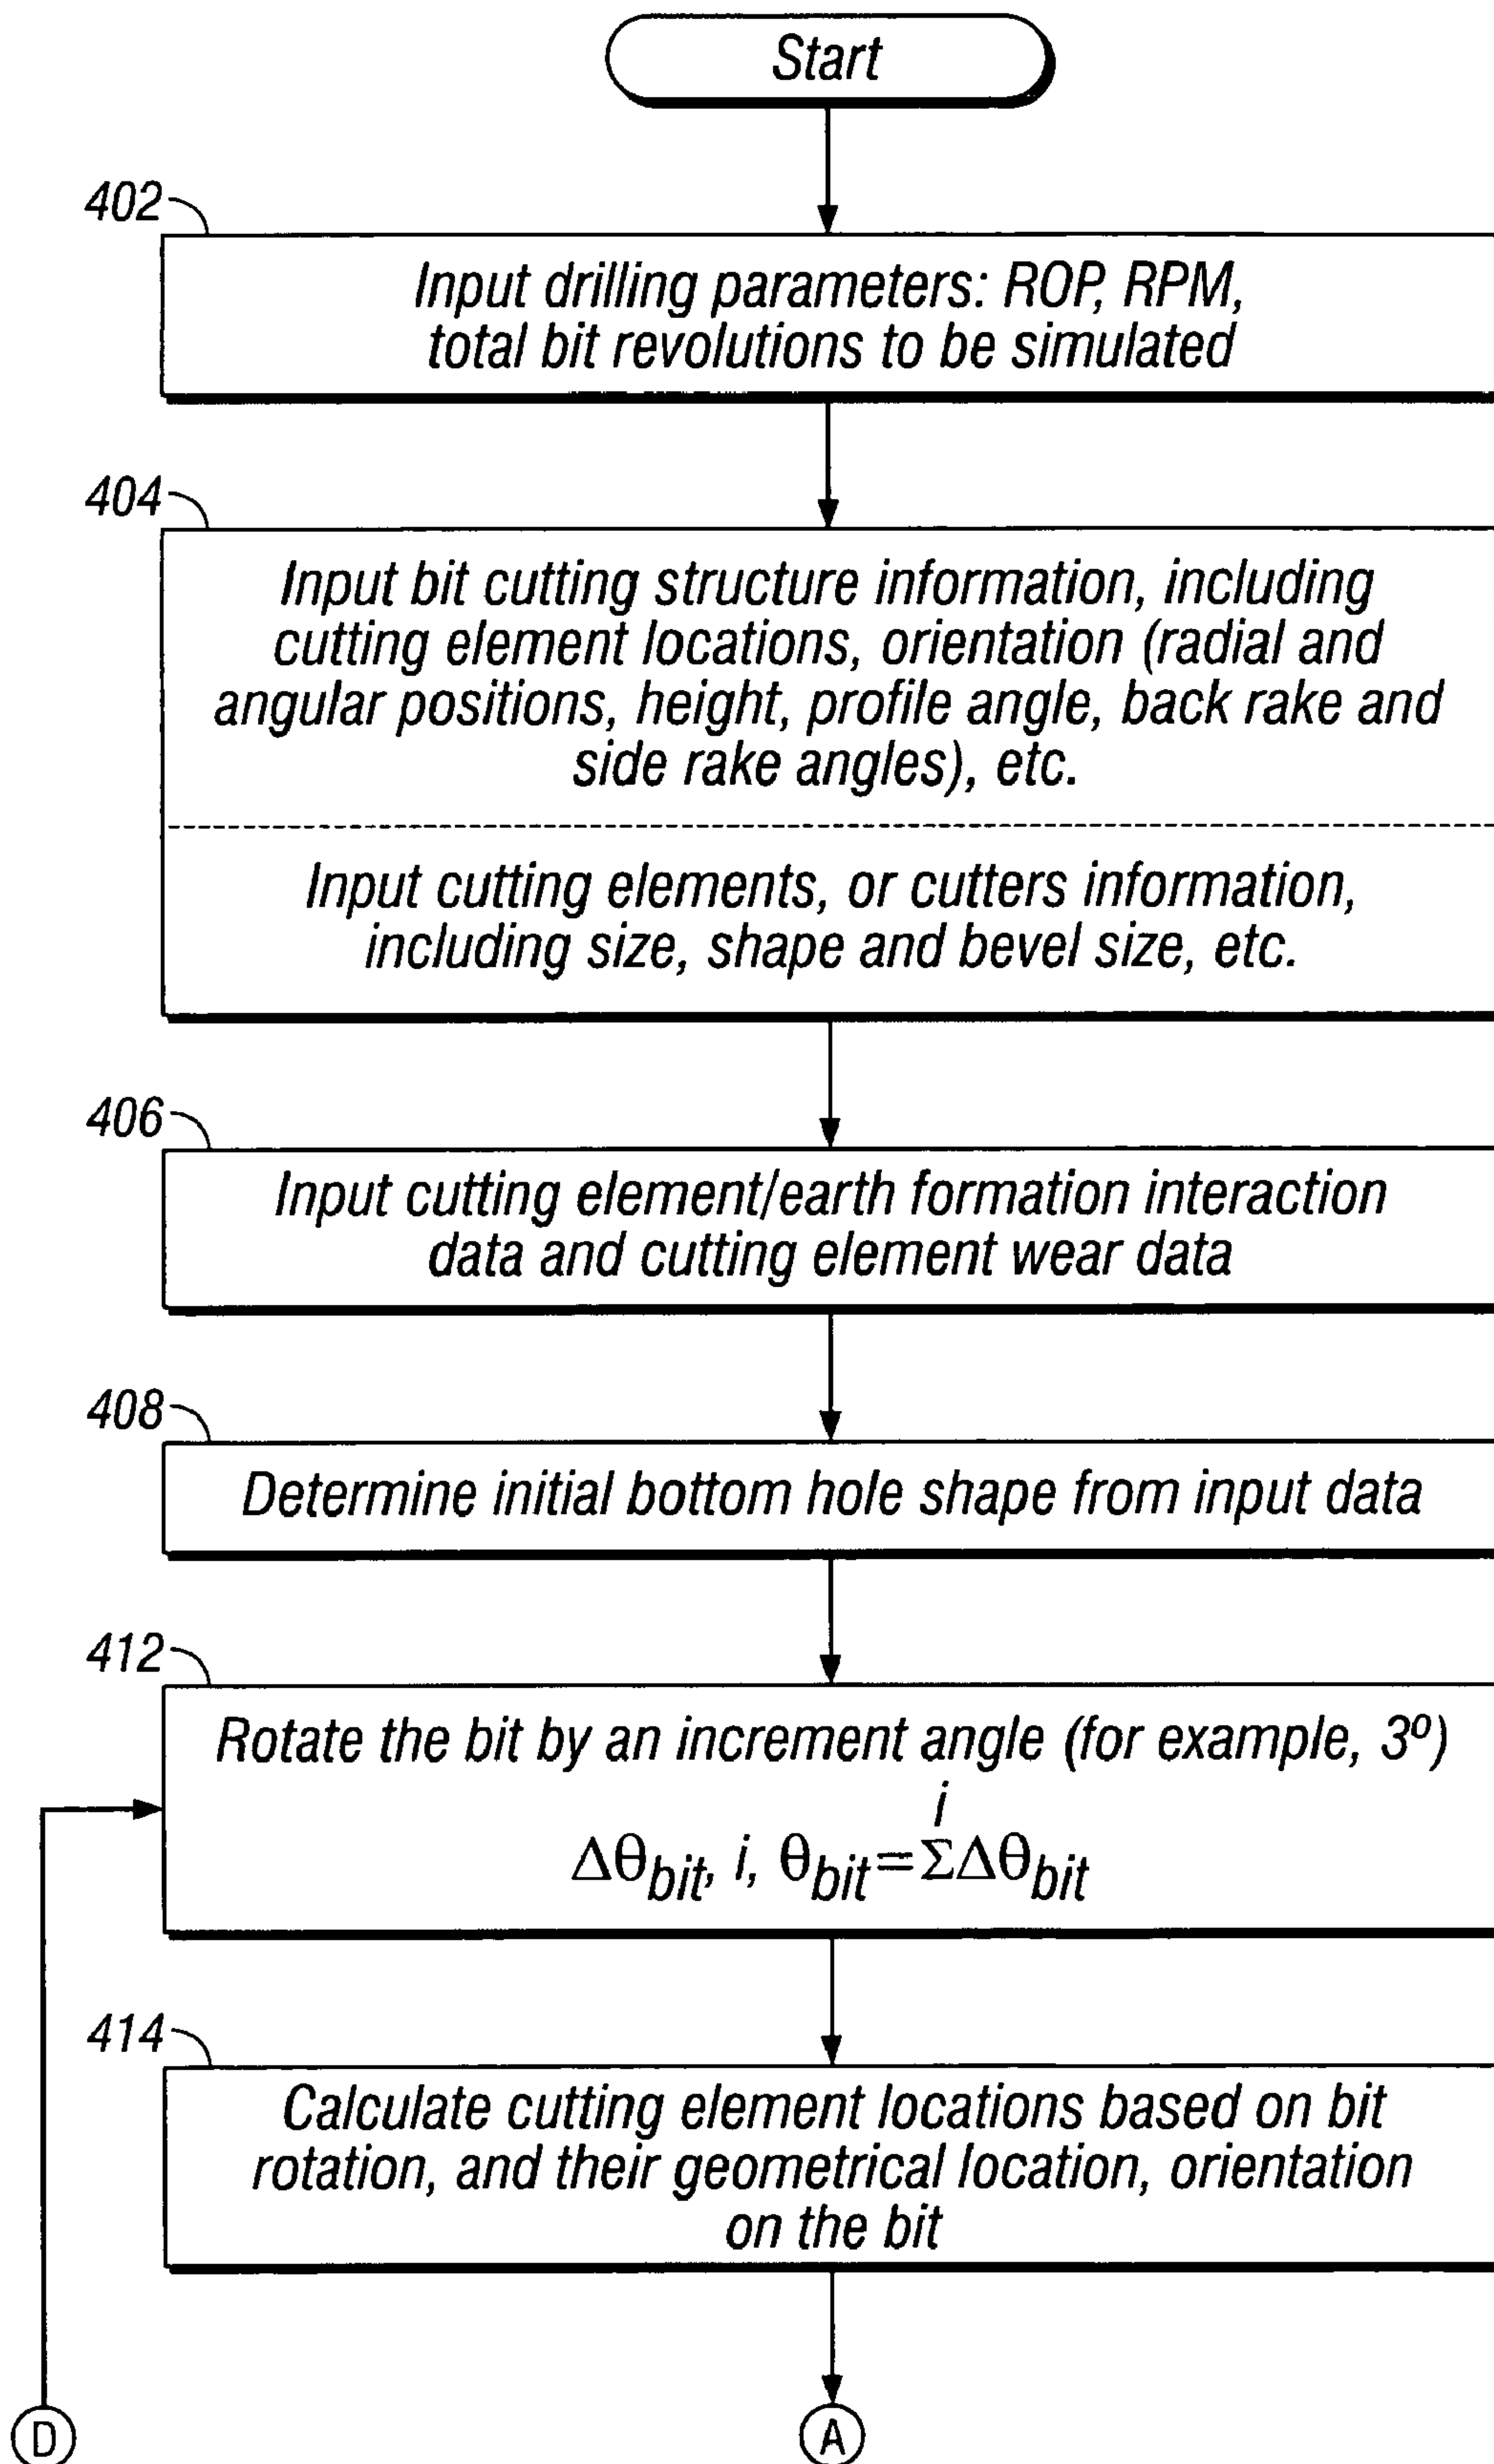 Start
402
Input drilling parameters: ROP, RPM,
total bit revolutions to be simulated
404
Input bit cutting structure information, including
cutting element locations, orientation (radial and
angular positions, height, profile angle, back rake and
side rake angles), etc.
Input cutting elements, or cutters information,
including size, shape and bevel size, etc.
406
Input cutting element/earth formation interaction
data and cutting element wear data
408
Determine initial bottom hole shape from input data
412
Rotate the bit by an increment angle (for example, 3º)
i
Δθbit, i, θbit=ΣΔθbit
414
Calculate cutting element locations based on bit
rotation, and their geometrical location, orientation
on the bit
D
A